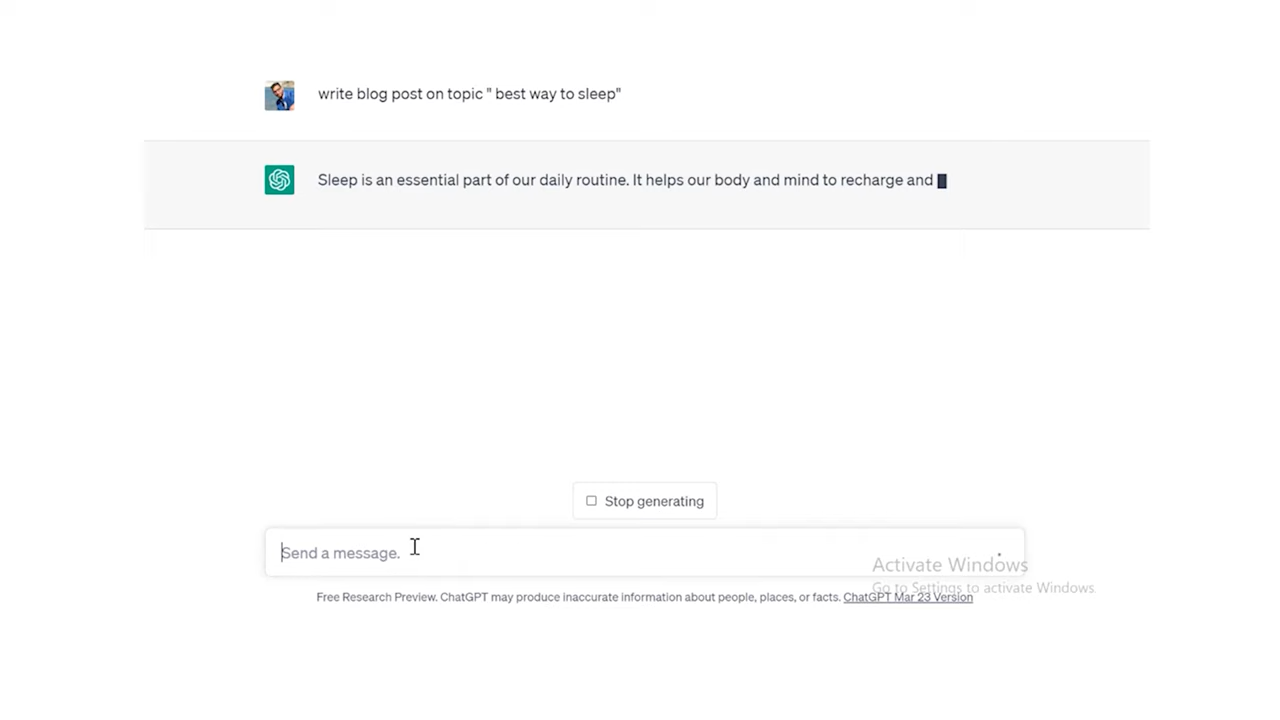 write blog post on topic " best way to sleep"
Sleep is an essential part of our daily routine. It helps our body and mind to recharge and
Stop generating
Send a message.
Activate Windows
Go to Settings to activate Windows.
Free Research Preview. ChatGPT may produce inaccurate information about people, places, or facts. ChatGPT Mar 23 Version